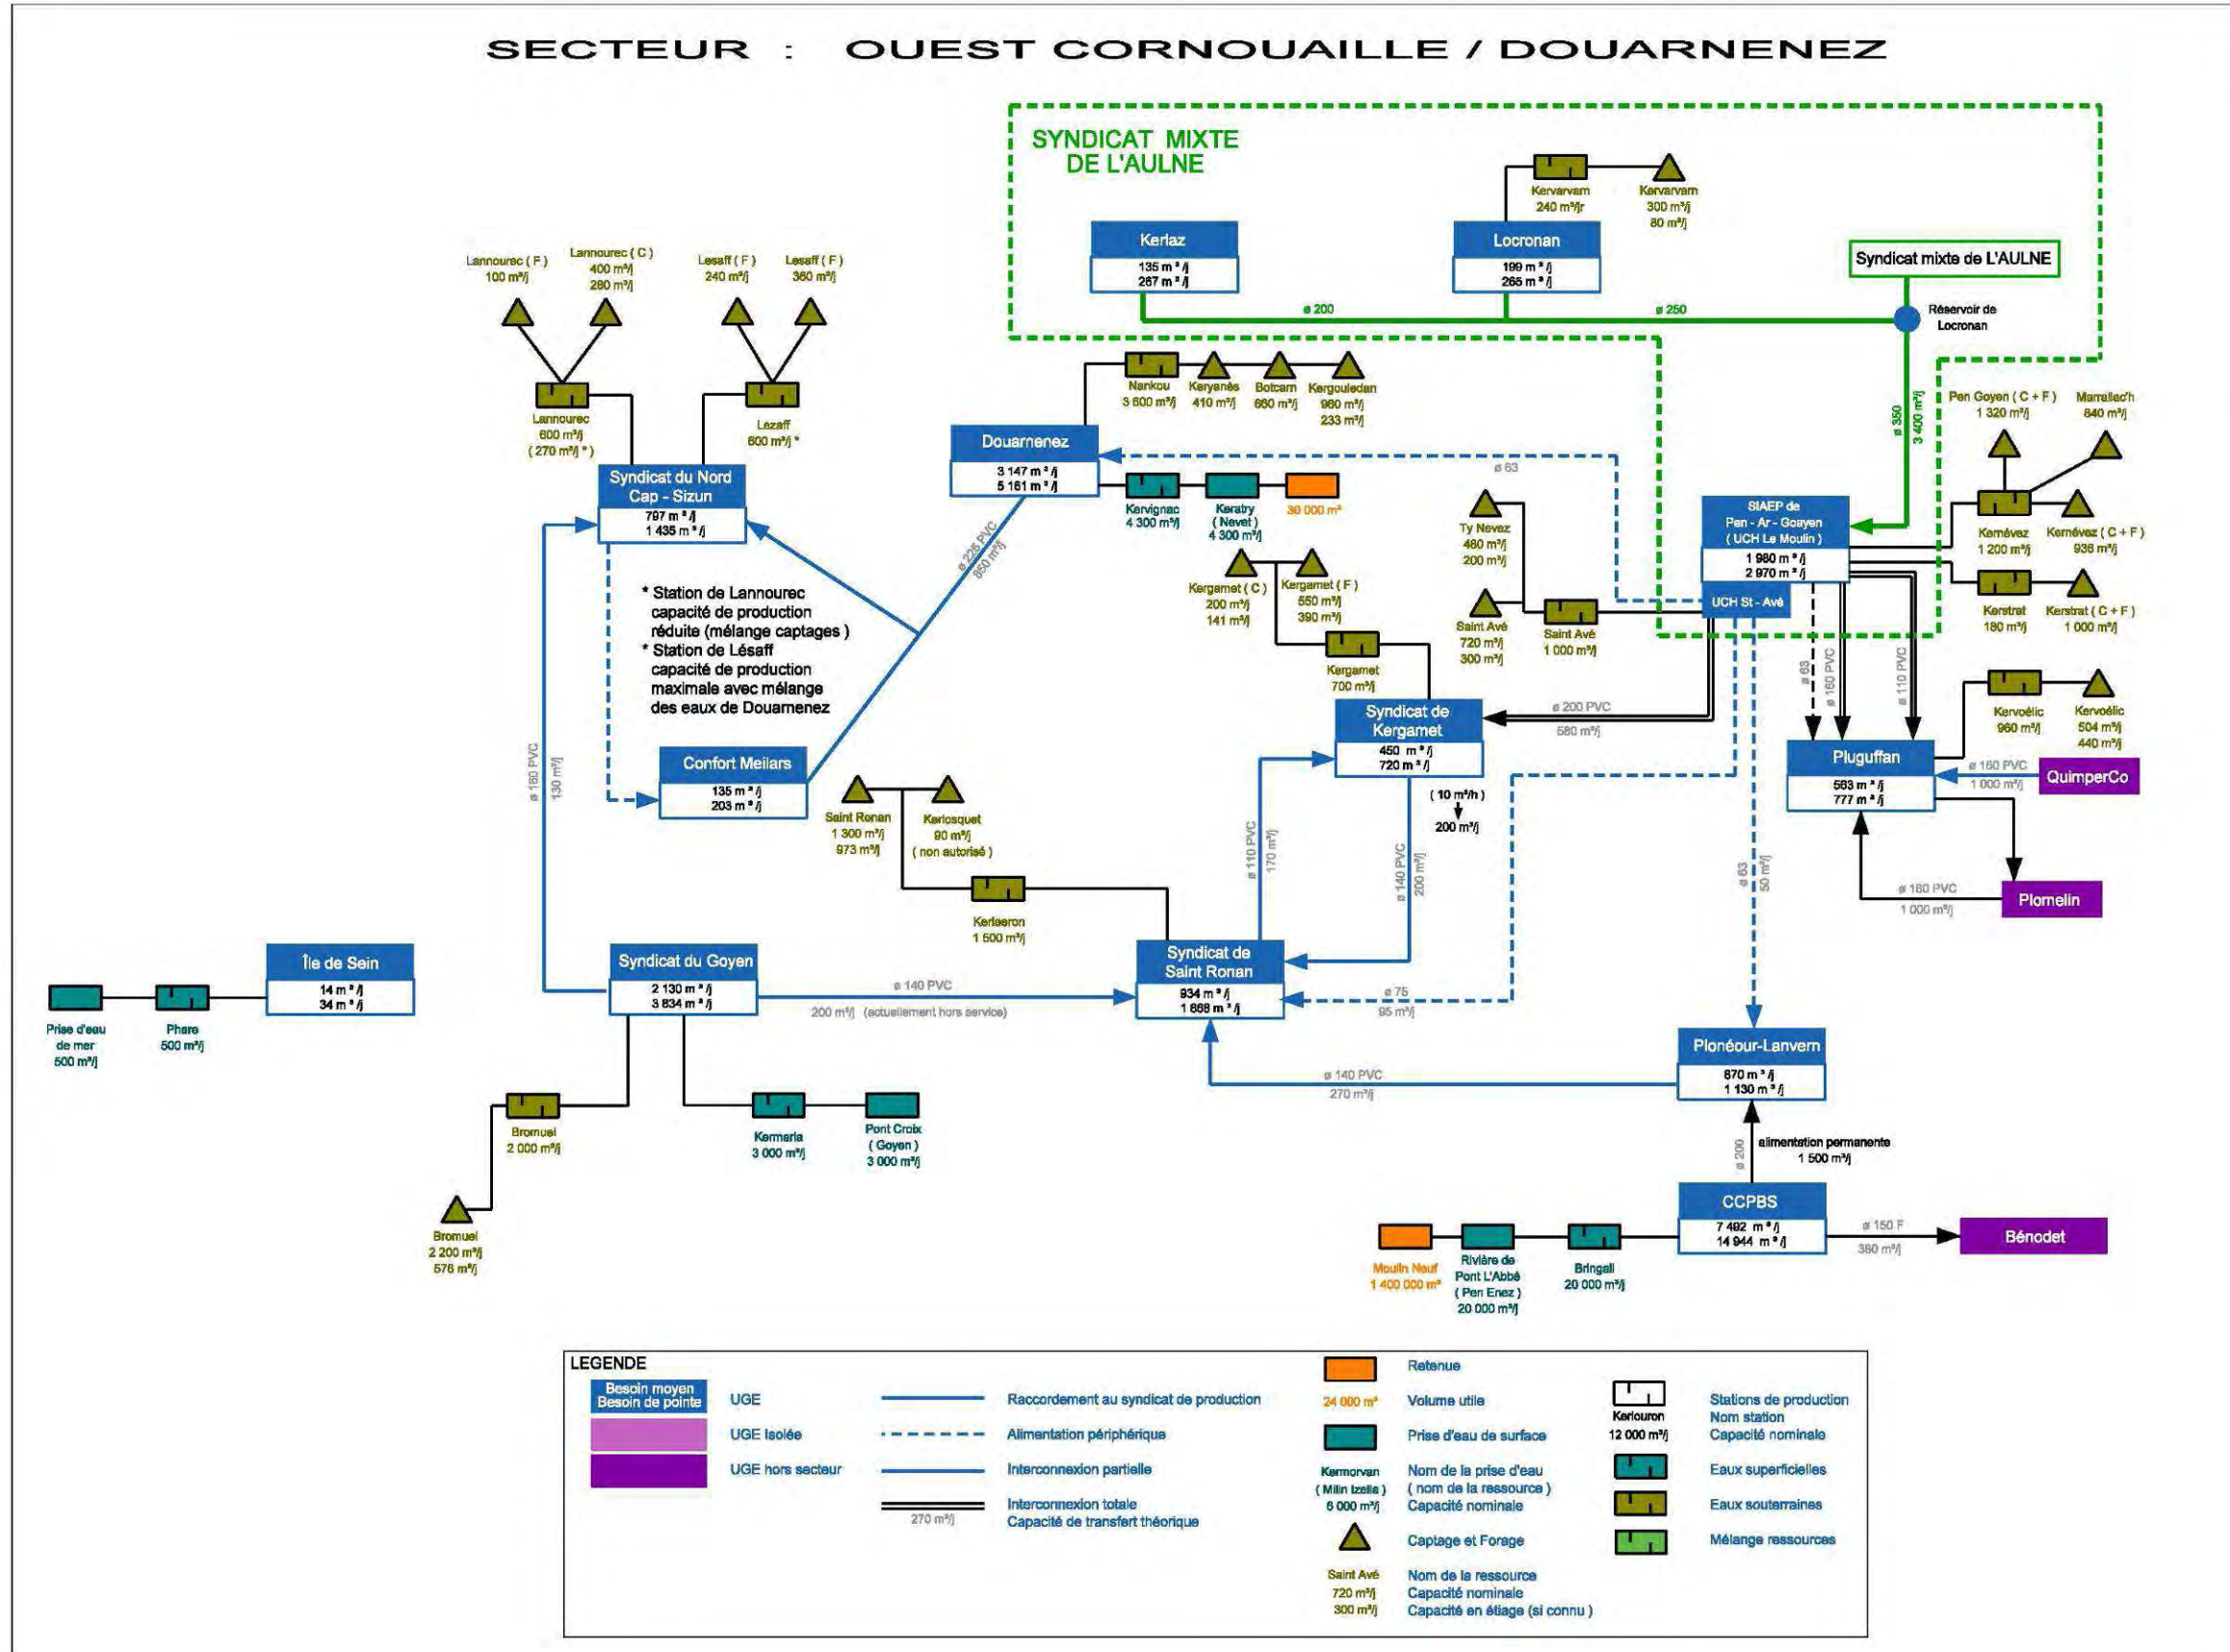 SECTEUR : OUEST CORNOUAILLE / DOUARNENEZ
SYNDICAT MIXTE
DE L'AULNE
Kervarvam
240 m³/jr
Kervarvam
300 m³/j
80 m³/j
Kerlaz
135 m³/j
267 m³/j
Locronan
199 m³/j
265 m³/j
Syndicat mixte de L'AULNE
ø 200
ø 250
Réservoir de
Locronan
ø 350
3 400 m³/j
Lannourec ( F )
100 m³/j
Lannourec ( C )
400 m³/j
280 m³/j
Lesaff ( F )
240 m³/j
Lesaff ( F )
360 m³/j
Lannourec
600 m³/j
( 270 m³/j * )
Lezaff
600 m³/j *
Nankou
3 600 m³/j
Keryanès
410 m³/j
Botcarn
660 m³/j
Kergouledan
960 m³/j
233 m³/j
Pen Goyen ( C + F )
1 320 m³/j
Marrallac'h
840 m³/j
Syndicat du Nord
Cap - Sizun
797 m³/j
1 435 m³/j
Douarnenez
3 147 m³/j
5 161 m³/j
ø 63
Kervignac
4 300 m³/j
Keratry
( Nevet )
4 300 m³/j
30 000 m³
ø 225 PVC
850 m³/j
Ty Nevez
480 m³/j
200 m³/j
Saint Avé
720 m³/j
300 m³/j
Saint Avé
1 000 m³/j
SIAEP de
Pen - Ar - Goayen
( UCH Le Moulin )
1 980 m³/j
2 970 m³/j
UCH St - Avé
Kernévez
1 200 m³/j
Kernévez ( C + F )
936 m³/j
Kerstrat
180 m³/j
Kerstrat ( C + F )
1 000 m³/j
* Station de Lannourec
capacité de production
réduite (mélange captages )
* Station de Lésaff
capacité de production
maximale avec mélange
des eaux de Douarnenez
Kergamet ( C )
200 m³/j
141 m³/j
Kergamet ( F )
550 m³/j
390 m³/j
Kergamet
700 m³/j
ø 63
ø 160 PVC
ø 110 PVC
Kervoëlic
960 m³/j
Kervoëlic
504 m³/j
440 m³/j
Syndicat de
Kergamet
450 m³/j
720 m³/j
ø 200 PVC
580 m³/j
Pluguffan
563 m³/j
777 m³/j
ø 160 PVC
1 000 m³/j
QuimperCo
ø 160 PVC
130 m³/j
Confort Meilars
135 m³/j
203 m³/j
Saint Ronan
1 300 m³/j
973 m³/j
Kerlosquet
90 m³/j
( non autorisé )
( 10 m³/h )
200 m³/j
ø 110 PVC
170 m³/j
ø 140 PVC
200 m³/j
ø 63
50 m³/j
ø 160 PVC
1 000 m³/j
Plomelin
Kerlaeron
1 500 m³/j
Île de Sein
14 m³/j
34 m³/j
Prise d'eau
de mer
500 m³/j
Phare
500 m³/j
Syndicat du Goyen
2 130 m³/j
3 834 m³/j
ø 140 PVC
200 m³/j (actuellement hors service)
Syndicat de
Saint Ronan
934 m³/j
1 868 m³/j
ø 75
95 m³/j
Plonéour-Lanvern
870 m³/j
1 130 m³/j
ø 140 PVC
270 m³/j
Bromuel
2 000 m³/j
Kermaria
3 000 m³/j
Pont Croix
( Goyen )
3 000 m³/j
ø 200
alimentation permanente
1 500 m³/j
Bromuel
2 200 m³/j
576 m³/j
CCPBS
7 492 m³/j
14 944 m³/j
ø 150 F
380 m³/j
Bénodet
Moulin Neuf
1 400 000 m³
Rivière de
Pont L'Abbé
( Pen Enez )
20 000 m³/j
Bringall
20 000 m³/j
LEGENDE
Besoin moyen
Besoin de pointe
UGE
UGE Isolée
UGE hors secteur
Raccordement au syndicat de production
Alimentation périphérique
Interconnexion partielle
270 m³/j
Interconnexion totale
Capacité de transfert théorique
Retenue
24 000 m³
Volume utile
Prise d'eau de surface
Kermorvan
( Milin Izella )
6 000 m³/j
Nom de la prise d'eau
( nom de la ressource )
Capacité nominale
Captage et Forage
Saint Avé
720 m³/j
300 m³/j
Nom de la ressource
Capacité nominale
Capacité en étiage (si connu )
Kerlouron
12 000 m³/j
Stations de production
Nom station
Capacité nominale
Eaux superficielles
Eaux souterraines
Mélange ressources